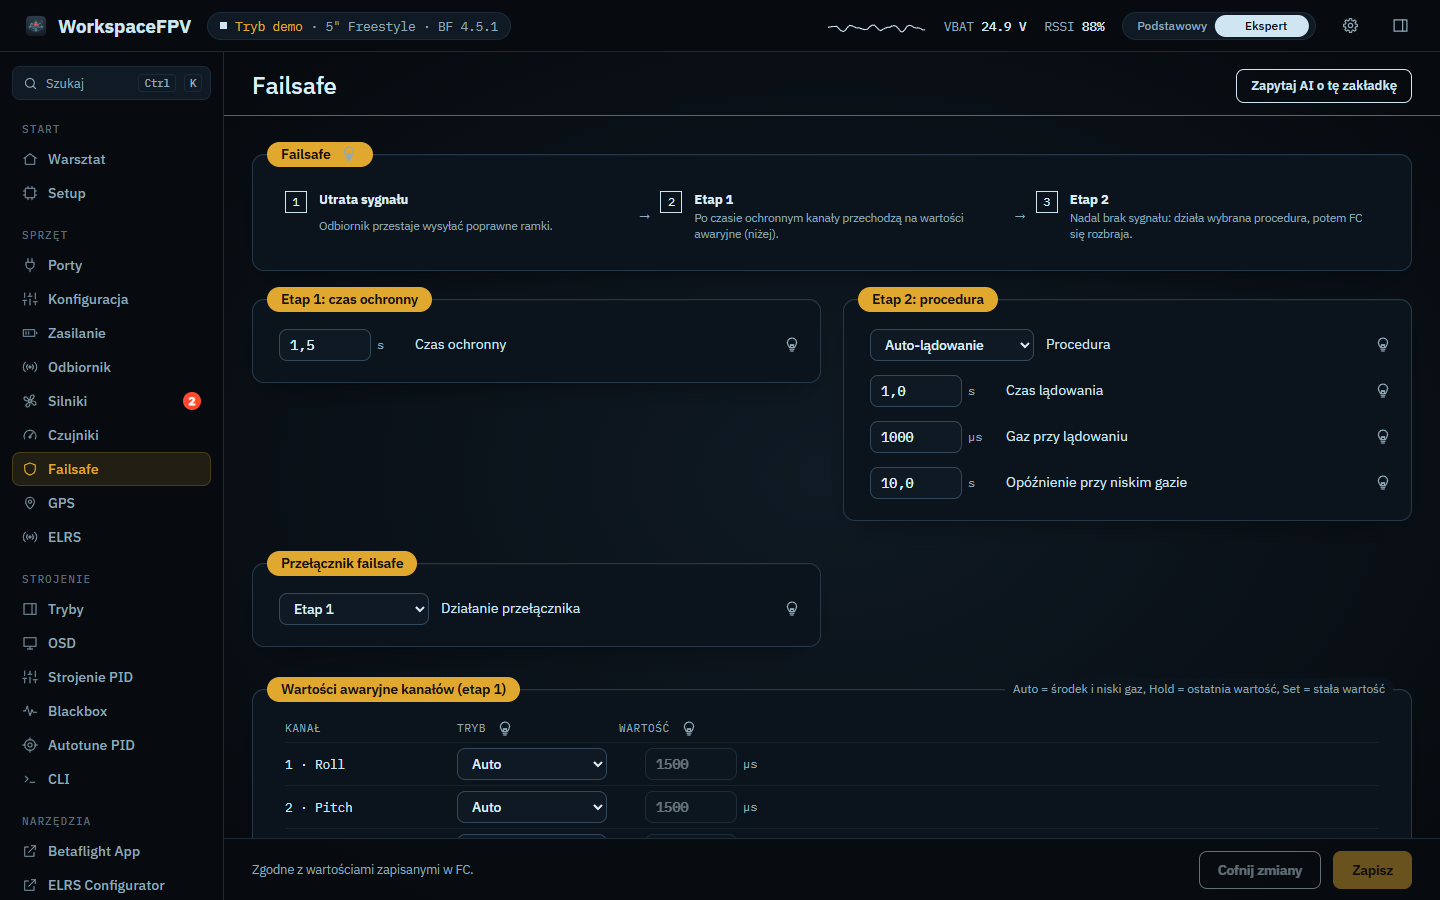 WorkspaceFPV
Tryb demo · 5" Freestyle · BF 4.5.1
VBAT 24.9 V
RSSI 88%
Podstawowy
Ekspert
Szukaj Ctrl K
START
Warsztat
Setup
SPRZĘT
Porty
Konfiguracja
Zasilanie
Odbiornik
Silniki 2
Czujniki
Failsafe
GPS
ELRS
STROJENIE
Tryby
OSD
Strojenie PID
Blackbox
Autotune PID
CLI
NARZĘDZIA
Betaflight App
ELRS Configurator
Failsafe
Zapytaj AI o tę zakładkę
Failsafe
1 Utrata sygnału
Odbiornik przestaje wysyłać poprawne ramki.
→
2 Etap 1
Po czasie ochronnym kanały przechodzą na wartości
awaryjne (niżej).
→
3 Etap 2
Nadal brak sygnału: działa wybrana procedura, potem FC
się rozbraja.
Etap 1: czas ochronny
1,5 s Czas ochronny
Etap 2: procedura
Auto-lądowanie Procedura
1,0 s Czas lądowania
1000 µs Gaz przy lądowaniu
10,0 s Opóźnienie przy niskim gazie
Przełącznik failsafe
Etap 1 Działanie przełącznika
Wartości awaryjne kanałów (etap 1)
Auto = środek i niski gaz, Hold = ostatnia wartość, Set = stała wartość
KANAŁ TRYB WARTOŚĆ
1 · Roll Auto 1500 µs
2 · Pitch Auto 1500 µs
Zgodne z wartościami zapisanymi w FC.
Cofnij zmiany
Zapisz